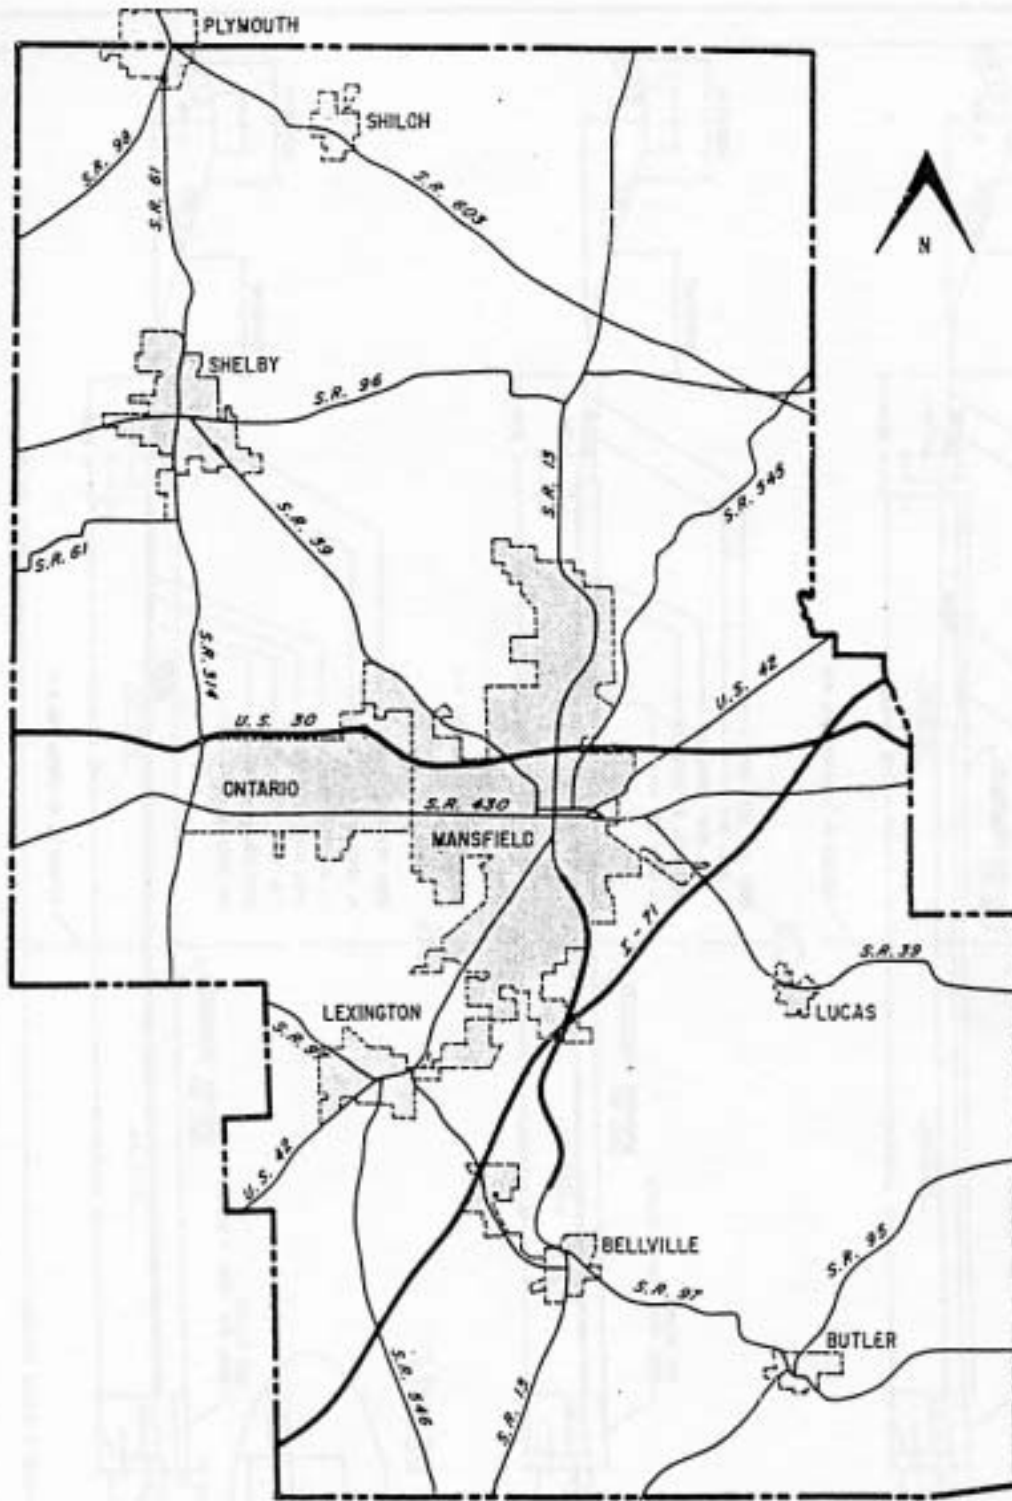 PLYMOUTH
SHILOH
S.R. 98
S.R. 61
S.R. 603
N
SHELBY
S.R. 96
S.R. 13
S.R. 545
S.R. 39
S.R. 61
S.R. 314
U.S. 42
U.S. 30
ONTARIO
S.R. 430
MANSFIELD
I-71
S.R. 39
LUCAS
LEXINGTON
S.R. 97
U.S. 42
BELLVILLE
S.R. 95
S.R. 97
BUTLER
S.R. 546
S.R. 13